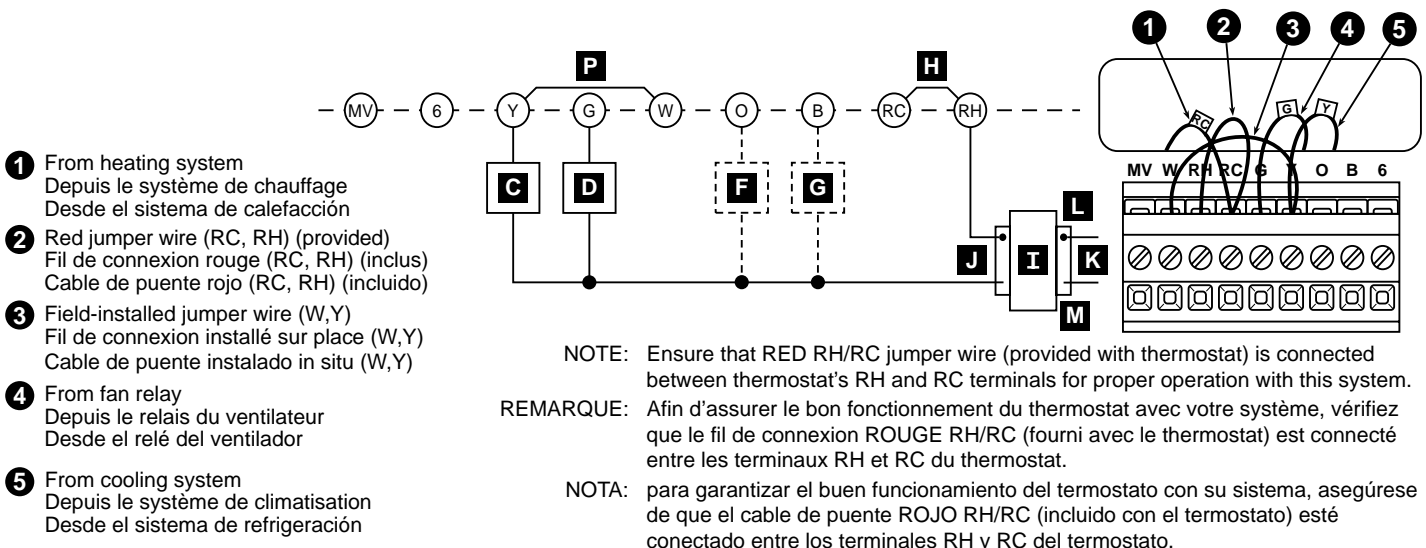 1 2 3 4 5
P H
MV 6 Y G W O B RC RH
RC G Y
MV W RH RC G Y O B 6
C D F G
L
J I K
M
1 From heating system
Depuis le système de chauffage
Desde el sistema de calefacción
2 Red jumper wire (RC, RH) (provided)
Fil de connexion rouge (RC, RH) (inclus)
Cable de puente rojo (RC, RH) (incluido)
3 Field-installed jumper wire (W,Y)
Fil de connexion installé sur place (W,Y)
Cable de puente instalado in situ (W,Y)
4 From fan relay
Depuis le relais du ventilateur
Desde el relé del ventilador
5 From cooling system
Depuis le système de climatisation
Desde el sistema de refrigeración
NOTE: Ensure that RED RH/RC jumper wire (provided with thermostat) is connected
between thermostat's RH and RC terminals for proper operation with this system.
REMARQUE: Afin d'assurer le bon fonctionnement du thermostat avec votre système, vérifiez
que le fil de connexion ROUGE RH/RC (fourni avec le thermostat) est connecté
entre les terminaux RH et RC du thermostat.
NOTA: para garantizar el buen funcionamiento del termostato con su sistema, asegúrese
de que el cable de puente ROJO RH/RC (incluido con el termostato) esté
conectado entre los terminales RH y RC del termostato.